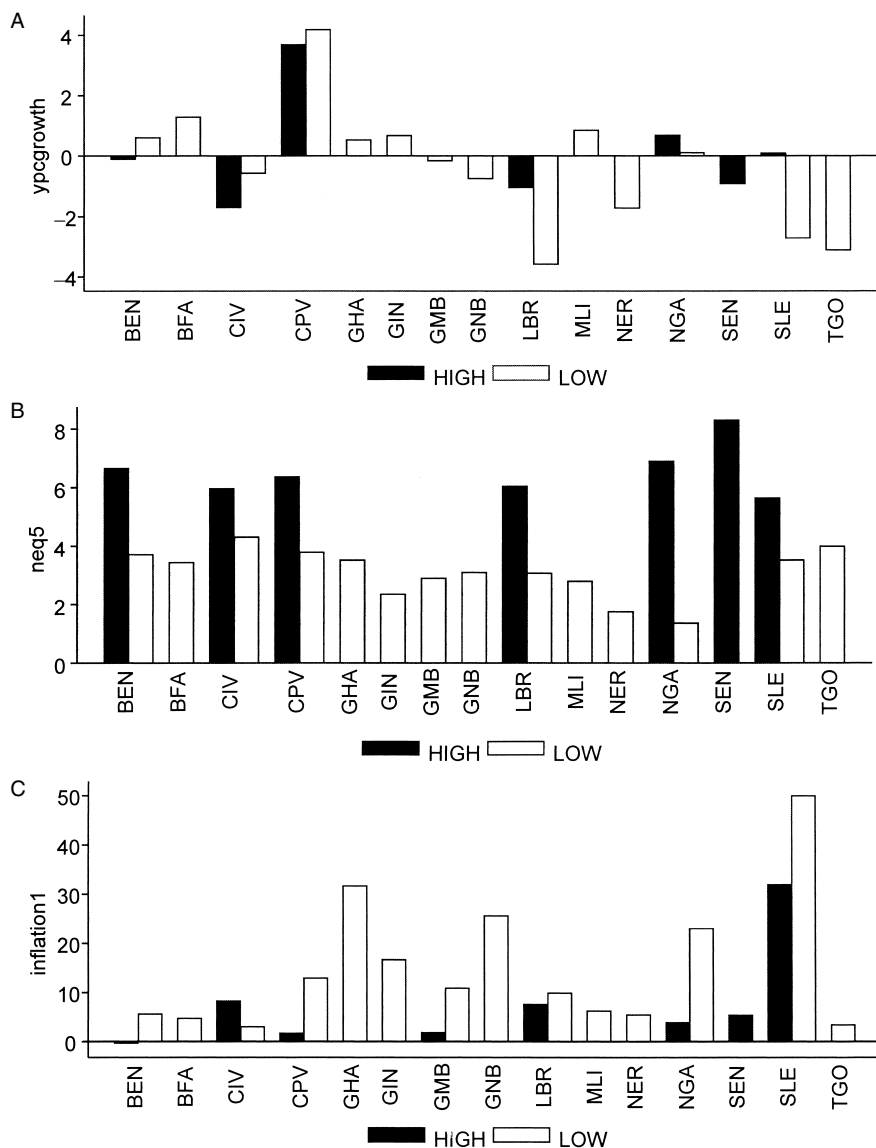 A
4
2
0
−2
−4
ypcgrowth
BEN BFA CIV CPV GHA GIN GMB GNB LBR MLI NER NGA SEN SLE TGO
HIGH LOW
B
8
6
4
2
0
neq5
BEN BFA CIV CPV GHA GIN GMB GNB LBR MLI NER NGA SEN SLE TGO
HIGH LOW
C
50
40
30
20
10
0
inflation1
BEN BFA CIV CPV GHA GIN GMB GNB LBR MLI NER NGA SEN SLE TGO
HIGH LOW